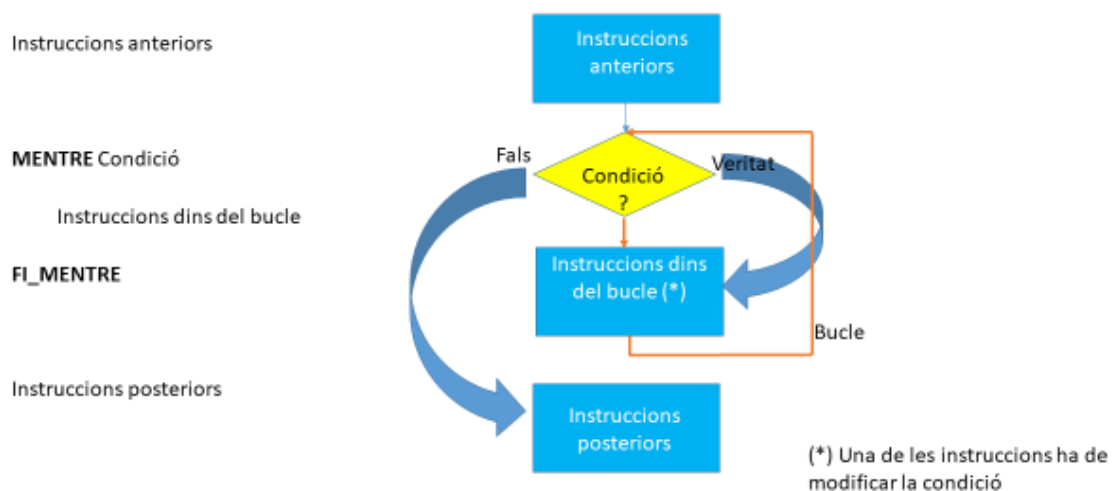 Instruccions anteriors
Instruccions
anteriors
MENTRE Condició
Fals
Condició
?
Veritat
Instruccions dins del bucle
FI_MENTRE
Instruccions dins
del bucle (*)
Bucle
Instruccions posteriors
Instruccions
posteriors
(*) Una de les instruccions ha de
modificar la condició